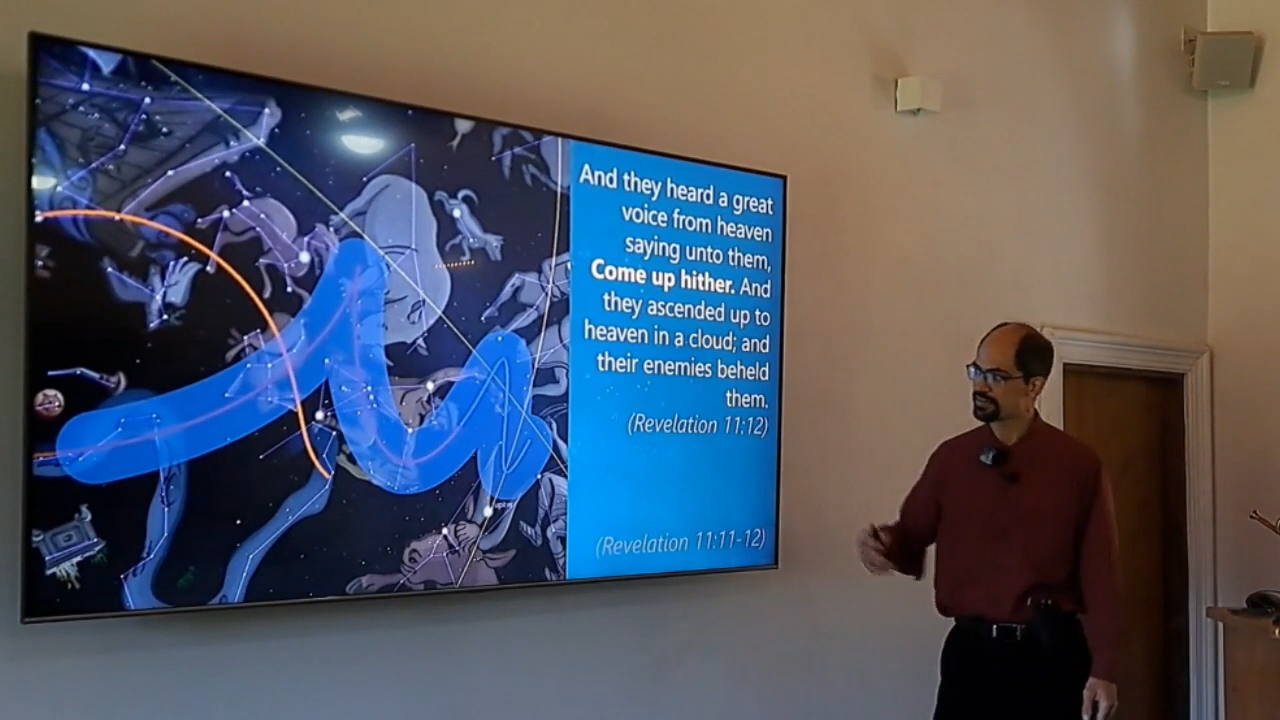 And they heard a great
voice from heaven
saying unto them,
Come up hither. And
they ascended up to
heaven in a cloud; and
their enemies beheld
them.
(Revelation 11:12)
(Revelation 11:11-12)